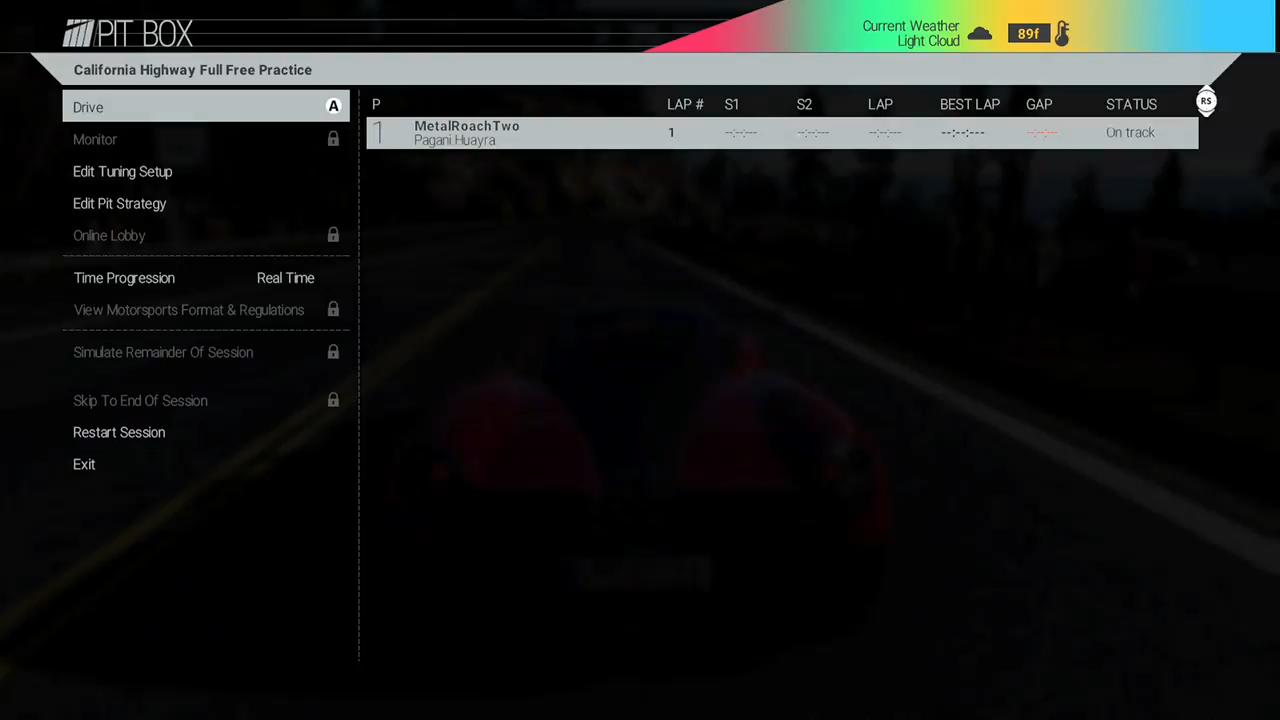 PIT BOX
Current Weather
Light Cloud
89f
California Highway Full Free Practice
Drive A
Monitor
Edit Tuning Setup
Edit Pit Strategy
Online Lobby
Time Progression Real Time
View Motorsports Format & Regulations
Simulate Remainder Of Session
Skip To End Of Session
Restart Session
Exit
P LAP # S1 S2 LAP BEST LAP GAP STATUS RS
1 MetalRoachTwo 1 --:--:-- --:--:-- --:--:-- --:--:-- --:--:-- On track
Pagani Huayra